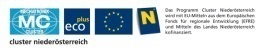 MECHATRONIK
MC
CLUSTER
plus
eco
N
cluster niederösterreich
Das Programm Cluster Niederösterreich
wird mit EU-Mitteln aus dem Europäischen
Fonds für regionale Entwicklung (EFRE)
und Mitteln des Landes Niederösterreich
kofinanziert.